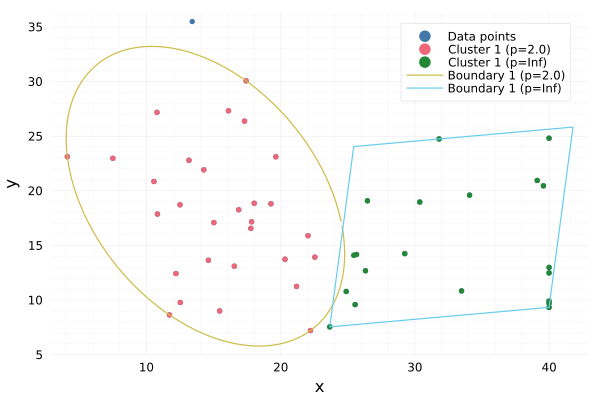 Data points
Cluster 1 (p=2.0)
Cluster 1 (p=Inf)
Boundary 1 (p=2.0)
Boundary 1 (p=Inf)
35
30
25
20
15
10
5
y
10 20 30 40
x